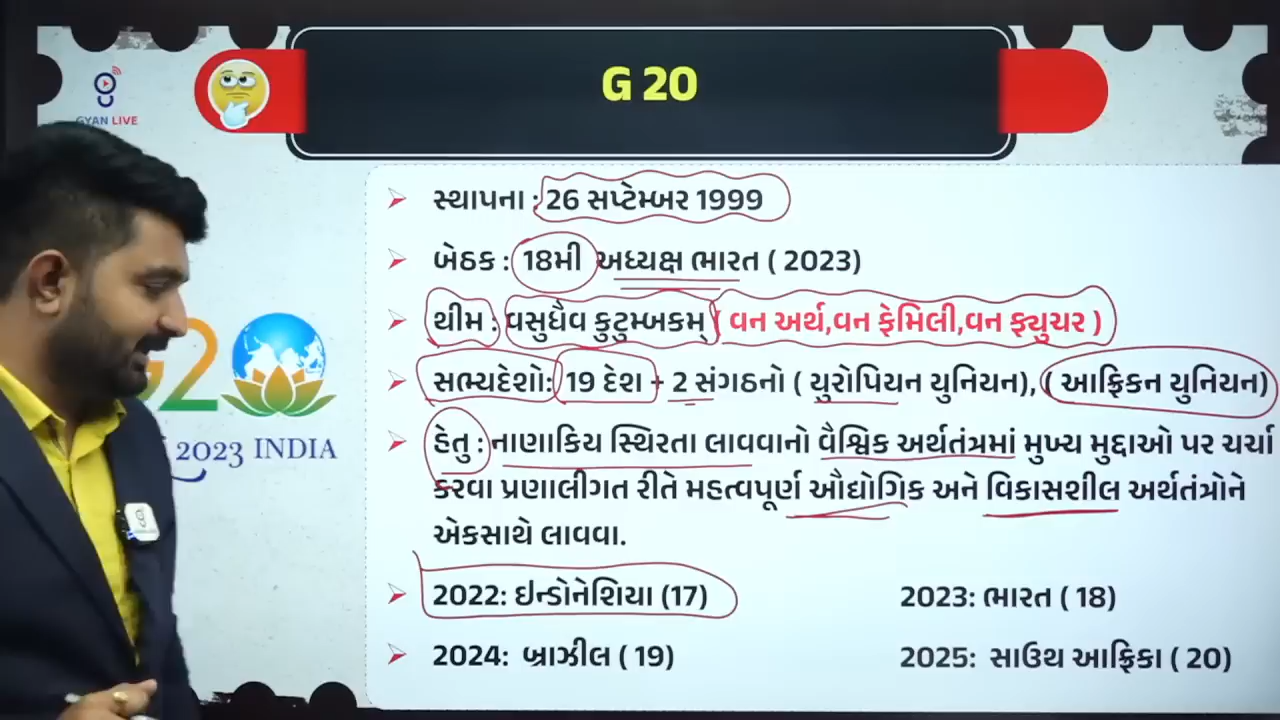 G 20
GYAN LIVE
સ્થાપના : 26 સપ્ટેમ્બર 1999
બેઠક : 18મી અધ્યક્ષ ભારત ( 2023)
થીમ : વસુધૈવ કુટુમ્બકમ્ ( વન અર્થ,વન ફેમિલી,વન ફ્યુચર )
સભ્યદેશો: 19 દેશ + 2 સંગઠનો ( યુરોપિયન યુનિયન), ( આફ્રિકન યુનિયન)
હેતુ : નાણાકિય સ્થિરતા લાવવાનો વૈશ્વિક અર્થતંત્રમાં મુખ્ય મુદ્દાઓ પર ચર્ચા
કરવા પ્રણાલીગત રીતે મહત્વપૂર્ણ ઔદ્યોગિક અને વિકાસશીલ અર્થતંત્રોને
એકસાથે લાવવા.
2022: ઇન્ડોનેશિયા (17)
2023: ભારત ( 18)
2024: બ્રાઝીલ ( 19)
2025: સાઉથ આફ્રિકા ( 20)
G20
2023 INDIA